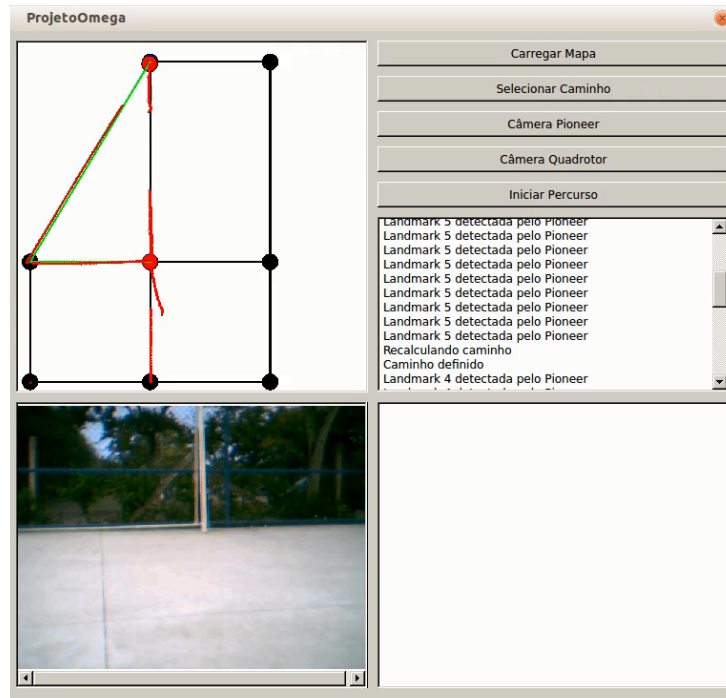 ProjetoOmega
Carregar Mapa
Selecionar Caminho
Câmera Pioneer
Câmera Quadrotor
Iniciar Percurso
Landmark 5 detectada pelo Pioneer
Landmark 5 detectada pelo Pioneer
Landmark 5 detectada pelo Pioneer
Landmark 5 detectada pelo Pioneer
Landmark 5 detectada pelo Pioneer
Landmark 5 detectada pelo Pioneer
Landmark 5 detectada pelo Pioneer
Landmark 5 detectada pelo Pioneer
Landmark 5 detectada pelo Pioneer
Recalculando caminho
Caminho definido
Landmark 4 detectada pelo Pioneer